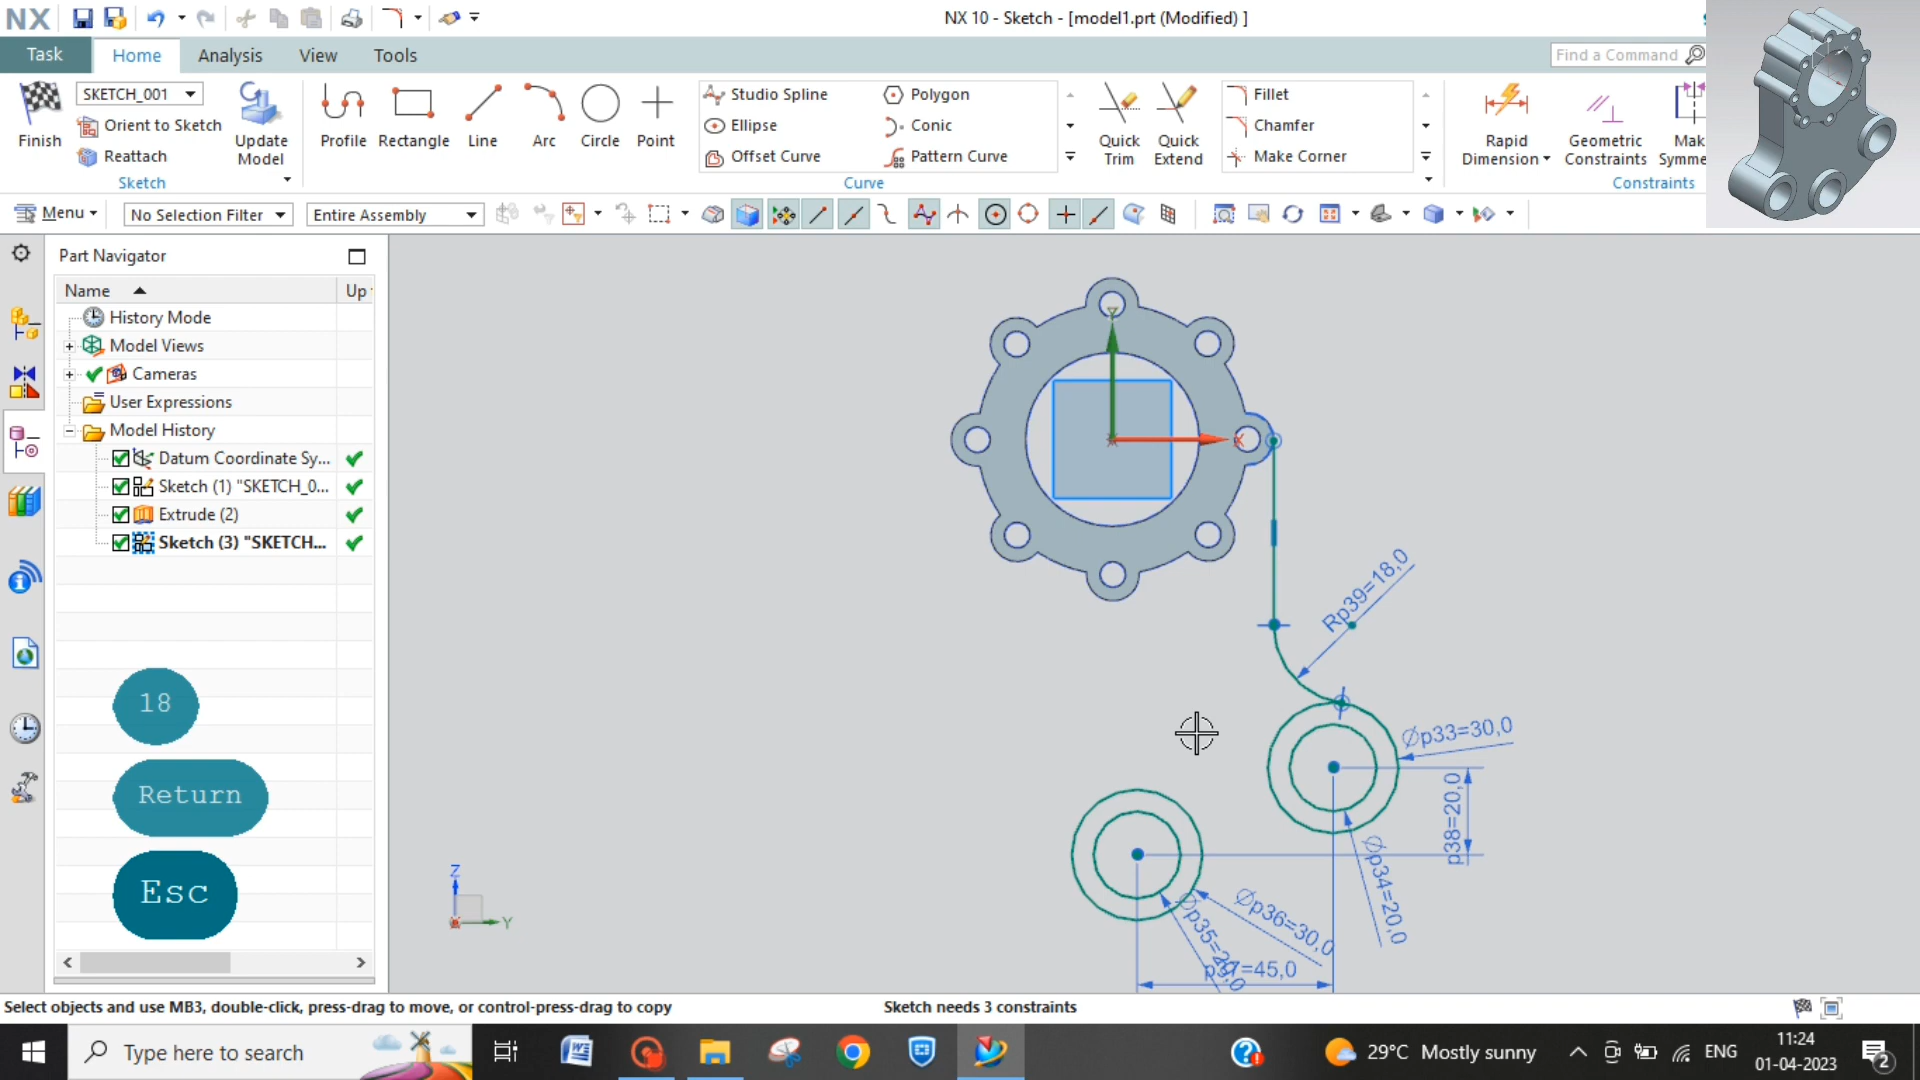 NX
NX 10 - Sketch - [model1.prt (Modified) ]
Task
Home
Analysis
View
Tools
Find a Command
Finish
SKETCH_001
Orient to Sketch
Reattach
Update
Model
Sketch
Profile
Rectangle
Line
Arc
Circle
Point
Studio Spline
Ellipse
Offset Curve
Polygon
Conic
Pattern Curve
Curve
Quick
Trim
Quick
Extend
Fillet
Chamfer
Make Corner
Rapid
Dimension
Geometric
Constraints
Mak
Symme
Constraints
Menu
No Selection Filter
Entire Assembly
Part Navigator
Name
Up
History Mode
Model Views
Cameras
User Expressions
Model History
Datum Coordinate Sy...
Sketch (1) "SKETCH_0...
Extrude (2)
Sketch (3) "SKETCH...
18
Return
Esc
Z
Y
Y
X
Rp39=18,0
Øp33=30,0
p38=20,0
Øp34=20,0
Øp36=30,0
p37=45,0
Select objects and use MB3, double-click, press-drag to move, or control-press-drag to copy
Sketch needs 3 constraints
Type here to search
29°C Mostly sunny
ENG
11:24
01-04-2023
2